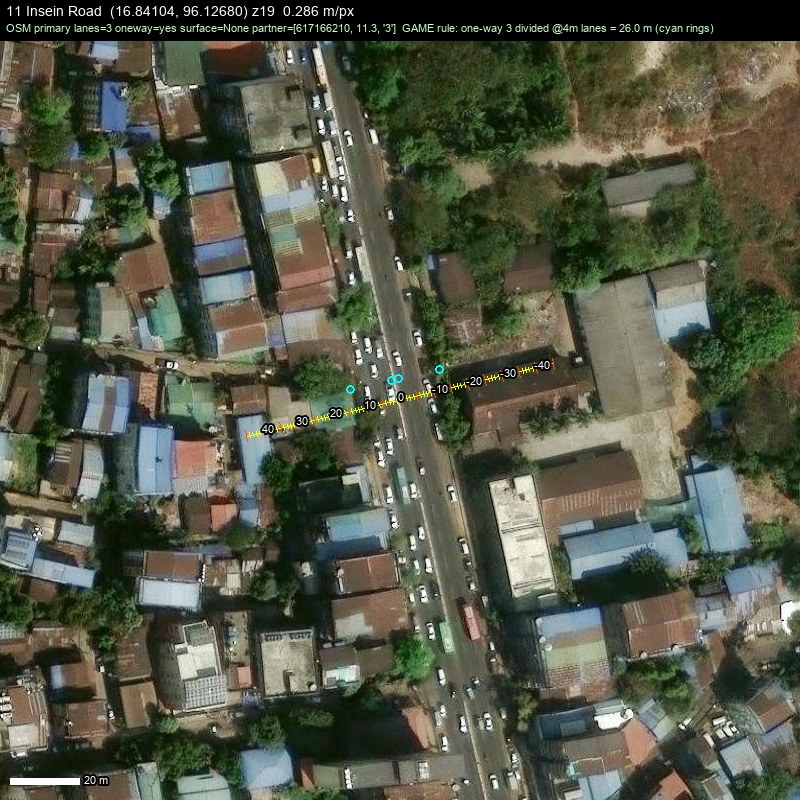 11 Insein Road  (16.84104, 96.12680) z19  0.286 m/px
OSM primary lanes=3 oneway=yes surface=None partner=[617166210, 11.3, '3']  GAME rule: one-way 3 divided @4m lanes = 26.0 m (cyan rings)
40 30 20 10 0 -10 -20 -30 -40
20 m